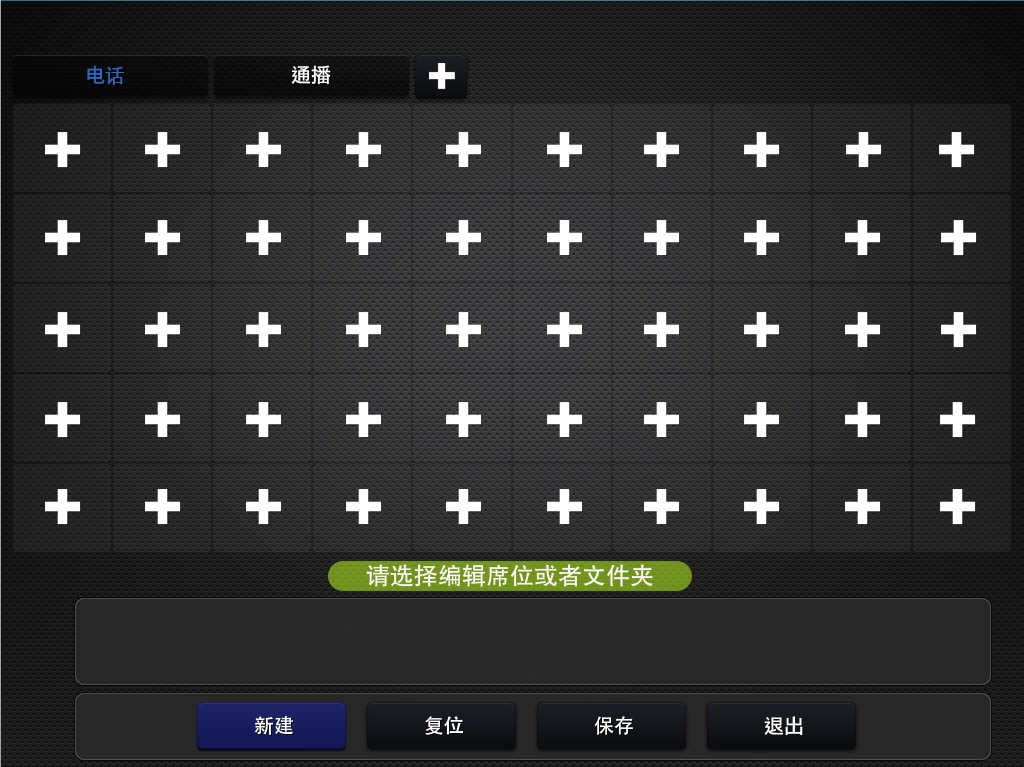 电话
通播
请选择编辑席位或者文件夹
新建
复位
保存
退出